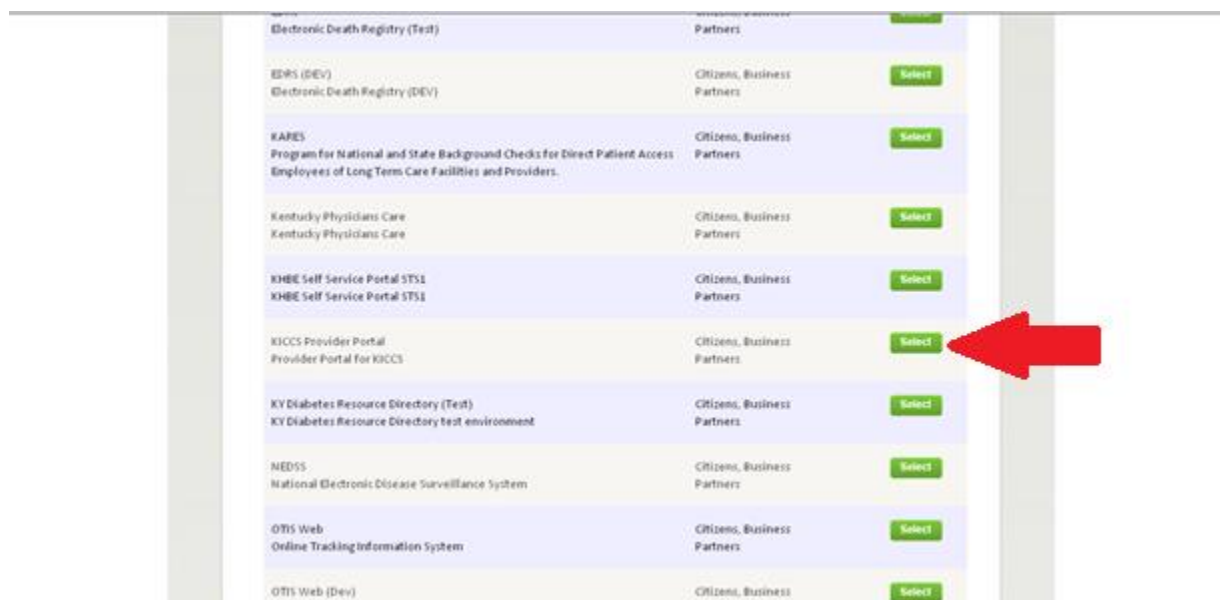 Electronic Death Registry (Test)
Partners
EDRS (DEV)
Citizens, Business
Select
Electronic Death Registry (DEV)
Partners
KARES
Citizens, Business
Select
Program for National and State Background Checks for Direct Patient Access
Partners
Employees of Long Term Care Facilities and Providers.
Kentucky Physicians Care
Citizens, Business
Select
Kentucky Physicians Care
Partners
KHBE Self Service Portal STS1
Citizens, Business
Select
KHBE Self Service Portal STS1
Partners
KICCS Provider Portal
Citizens, Business
Select
Provider Portal for KICCS
Partners
KY Diabetes Resource Directory (Test)
Citizens, Business
Select
KY Diabetes Resource Directory test environment
Partners
NEDSS
Citizens, Business
Select
National Electronic Disease Surveillance System
Partners
OTIS Web
Citizens, Business
Select
Online Tracking Information System
Partners
OTIS Web (Dev)
Citizens, Business
Select